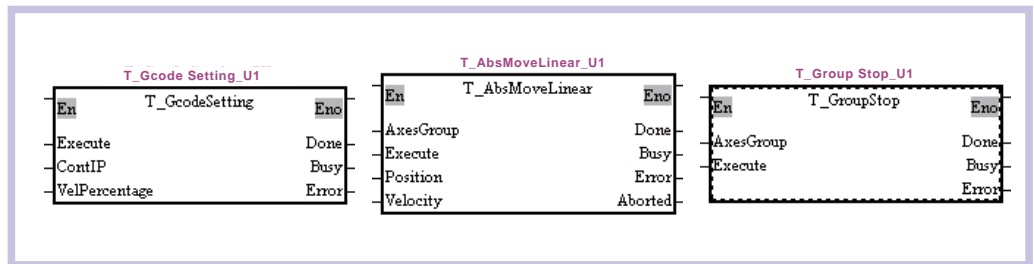 T_Gcode Setting_U1
T_GcodeSetting
En Eno
Execute Done
ContIP Busy
VelPercentage Error
T_AbsMoveLinear_U1
T_AbsMoveLinear
En Eno
AxesGroup Done
Execute Busy
Position Error
Velocity Aborted
T_Group Stop_U1
T_GroupStop
En Eno
AxesGroup Done
Execute Busy
Error